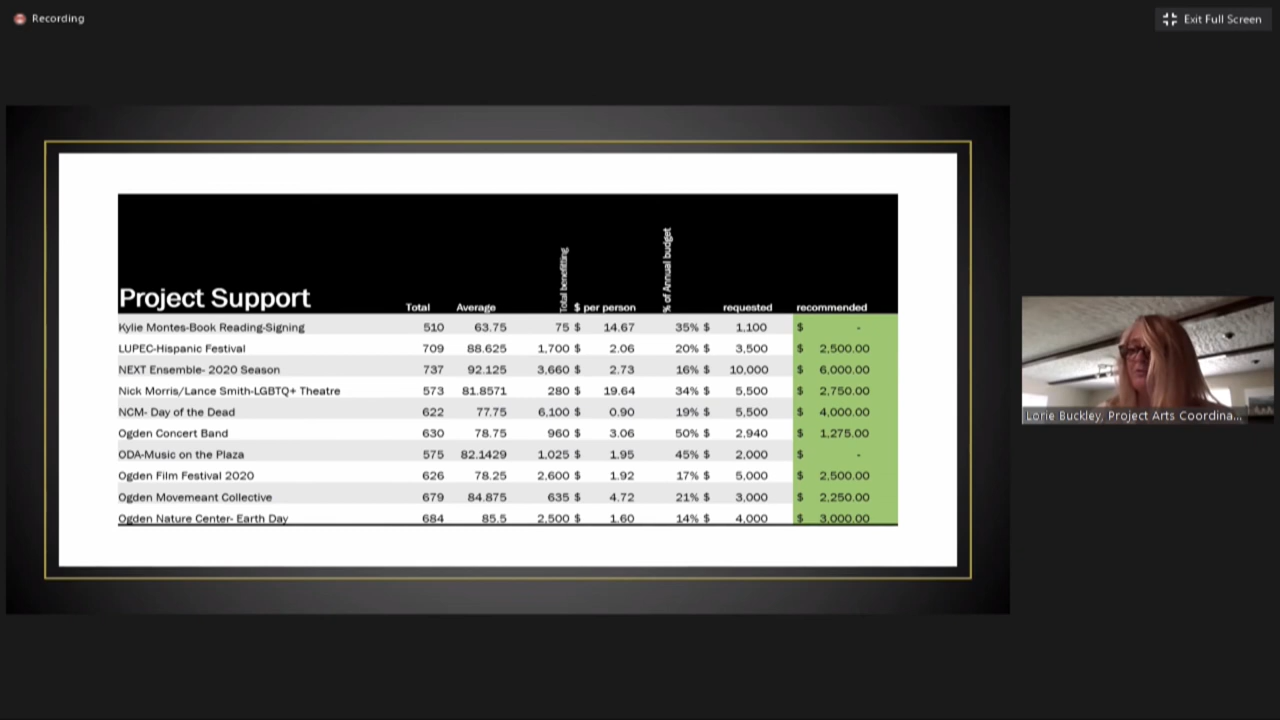 Recording
Exit Full Screen
Project Support Total Average Total benefitting $ per person % of Annual budget requested recommended
Kylie Montes-Book Reading-Signing 510 63.75 75 $ 14.67 35% $ 1,100 $ -
LUPEC-Hispanic Festival 709 88.625 1,700 $ 2.06 20% $ 3,500 $ 2,500.00
NEXT Ensemble- 2020 Season 737 92.125 3,660 $ 2.73 16% $ 10,000 $ 6,000.00
Nick Morris/Lance Smith-LGBTQ+ Theatre 573 81.8571 280 $ 19.64 34% $ 5,500 $ 2,750.00
NCM- Day of the Dead 622 77.75 6,100 $ 0.90 19% $ 5,500 $ 4,000.00
Ogden Concert Band 630 78.75 960 $ 3.06 50% $ 2,940 $ 1,275.00
ODA-Music on the Plaza 575 82.1429 1,025 $ 1.95 45% $ 2,000 $ -
Ogden Film Festival 2020 626 78.25 2,600 $ 1.92 17% $ 5,000 $ 2,500.00
Ogden Movemeant Collective 679 84.875 635 $ 4.72 21% $ 3,000 $ 2,250.00
Ogden Nature Center- Earth Day 684 85.5 2,500 $ 1.60 14% $ 4,000 $ 3,000.00
Lorie Buckley, Project Arts Coordina...